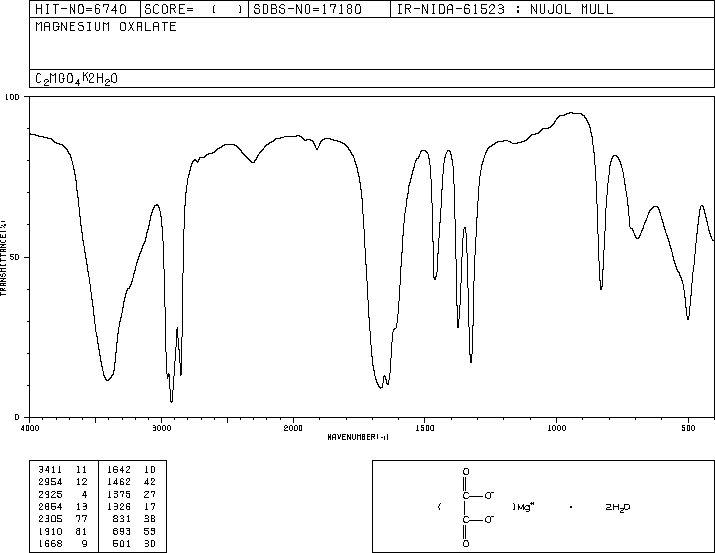 HIT-NO=6740 SCORE= ( ) SDBS-NO=17180 IR-NIDA-61523 : NUJOL MULL
MAGNESIUM OXALATE
C2MGO4K2H2O
100
50
0
TRANSMITTANCE(%)
4000 3000 2000 1500 1000 500
WAVENUMBER(-1)
3411 11 1642 10
2954 12 1462 42
2925 4 1375 27
2854 13 1326 17
2305 77 831 38
1910 81 693 53
1668 9 501 30
O
( C—O⁻ )Mg⁺⁺ · 2H2O
C—O⁻
O